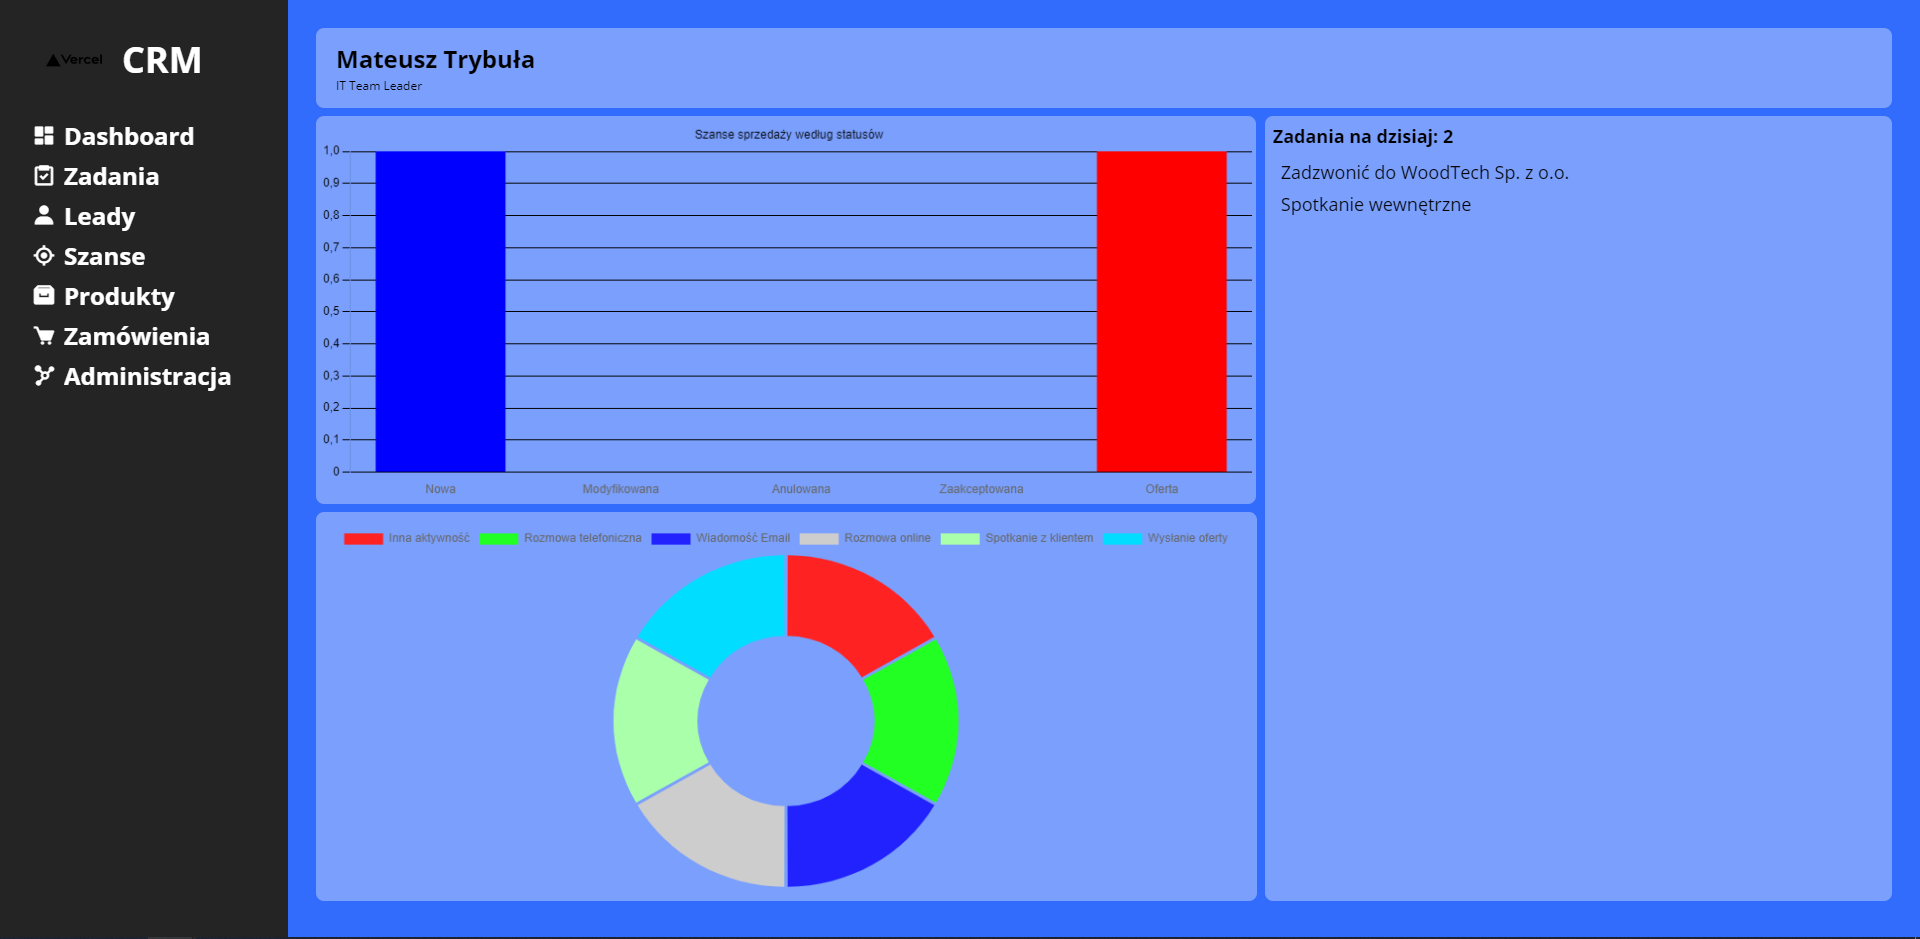 Vercel CRM
Dashboard
Zadania
Leady
Szanse
Produkty
Zamówienia
Administracja
Mateusz Trybuła
IT Team Leader
Szanse sprzedaży według statusów
1,0
0,9
0,8
0,7
0,6
0,5
0,4
0,3
0,2
0,1
0
Nowa Modyfikowana Anulowana Zaakceptowana Oferta
Inna aktywność Rozmowa telefoniczna Wiadomość Email Rozmowa online Spotkanie z klientem Wysłanie oferty
Zadania na dzisiaj: 2
Zadzwonić do WoodTech Sp. z o.o.
Spotkanie wewnętrzne